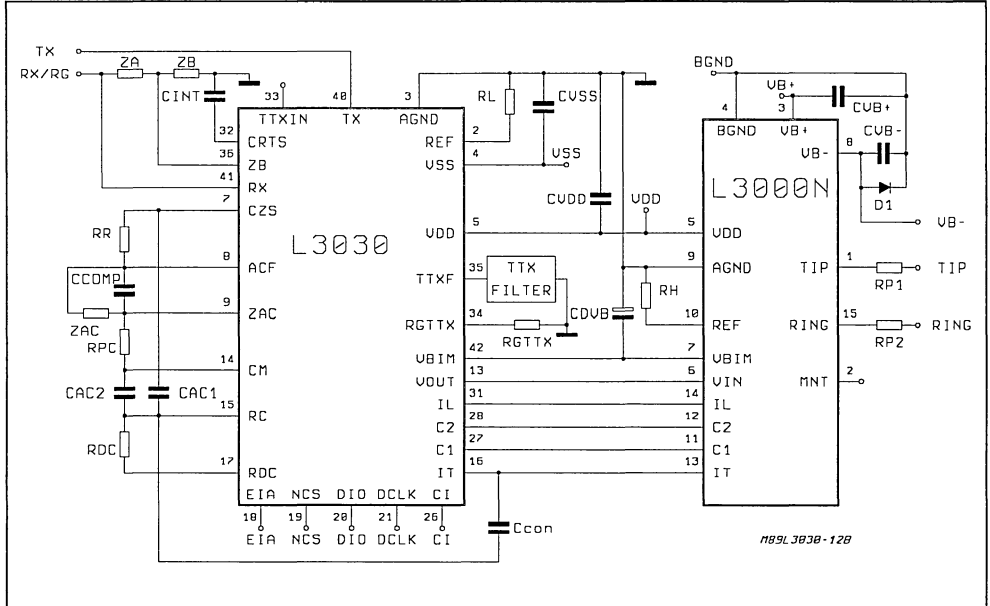 TX
RX/RG
ZA
ZB
CINT
33
40
3
TTXIN
TX
AGND
RL
CVSS
32
CRTS
36
ZB
41
RX
7
CZS
2
REF
4
VSS
VSS
L3030
RR
8
ACF
CCOMP
9
ZAC
ZAC
RPC
14
CM
CAC2
CAC1
15
RC
RDC
17
RDC
VDD
5
CVDD
VDD
TTXF
35
TTX
FILTER
RGTTX
34
RGTTX
CDVB
RH
VBIM
42
VOUT
13
IL
31
C2
28
C1
27
IT
16
EIA
NCS
DIO
DCLK
CI
18
19
20
21
26
EIA
NCS
DIO
DCLK
CI
Ccon
BGND
VB+
4
3
CVB+
BGND
VB+
CVB-
VB-
8
L3000N
D1
VB-
5
VDD
9
AGND
TIP
1
RP1
TIP
10
REF
RING
15
RP2
RING
7
VBIM
6
VIN
MNT
2
14
IL
12
C2
11
C1
13
IT
M89L3030-12B